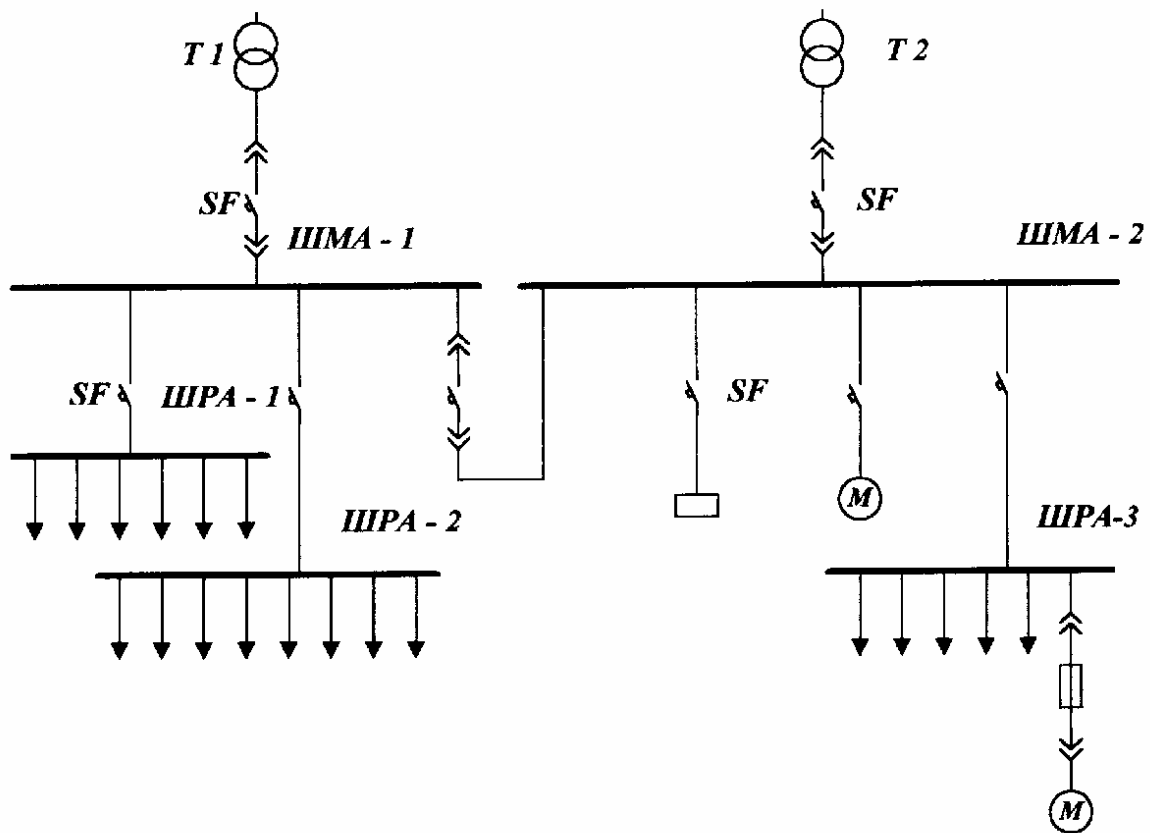 Т 1
Т 2
SF
SF
ШМА - 1
ШМА - 2
SF
ШРА - 1
SF
М
ШРА - 2
ШРА-3
М